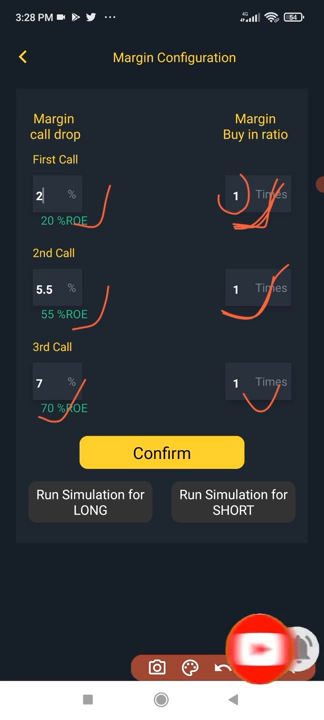 3:28 PM
4G
54
Margin Configuration
Margin
call drop
Margin
Buy in ratio
First Call
2 %
1 Times
20 %ROE
2nd Call
5.5 %
1 Times
55 %ROE
3rd Call
7 %
1 Times
70 %ROE
Confirm
Run Simulation for
LONG
Run Simulation for
SHORT